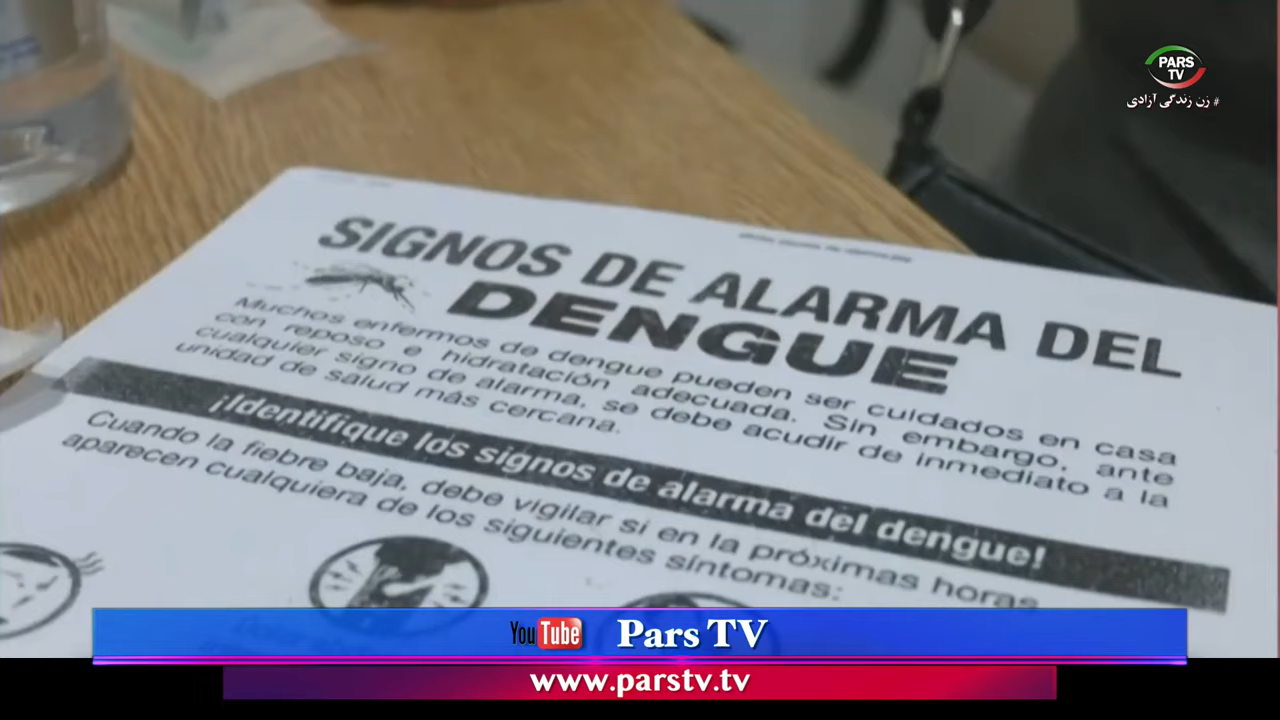 PARS
TV
# زن زندگی آزادی
SIGNOS DE ALARMA DEL
DENGUE
Muchos enfermos de dengue pueden ser cuidados en casa
con reposo e hidratación adecuada. Sin embargo, ante
cualquier signo de alarma, se debe acudir de inmediato a la
unidad de salud más cercana.
¡Identifique los signos de alarma del dengue!
Cuando la fiebre baja, debe vigilar si en la próximas horas
aparecen cualquiera de los siguientes síntomas:
YouTube Pars TV
www.parstv.tv